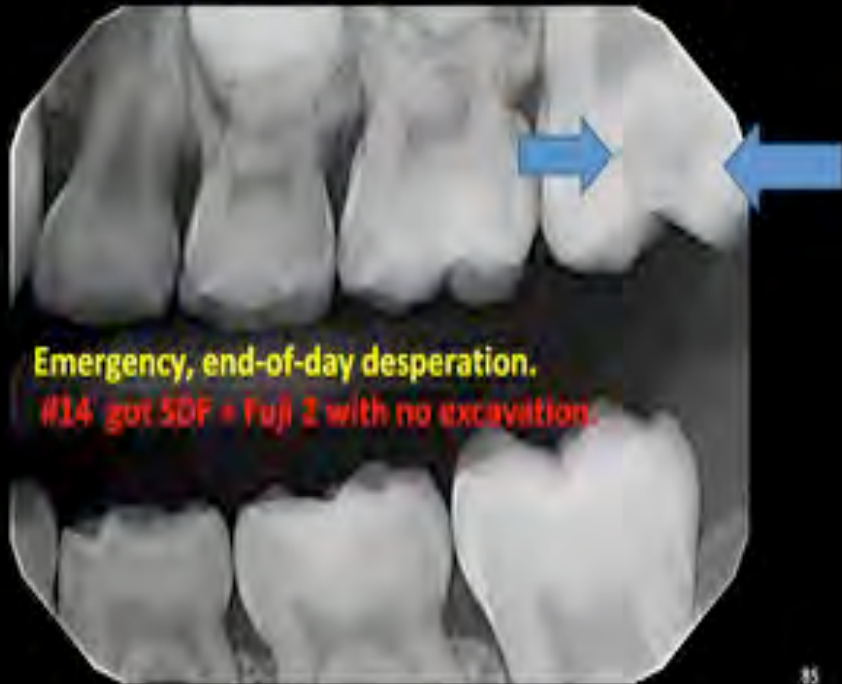 Emergency, end-of-day desperation.
#14 got SDF + Fuji 2 with no excavation.
85